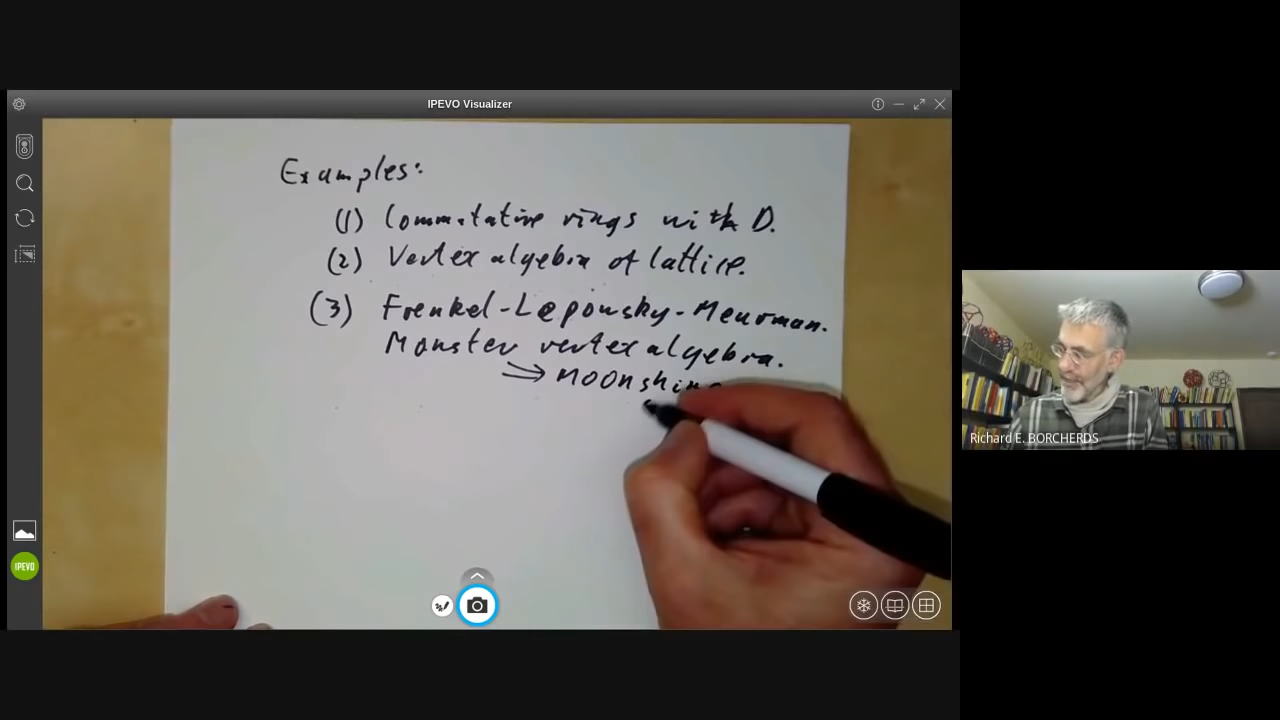 IPEVO Visualizer
Examples:
(1) Commutative rings with D.
(2) Vertex algebra of lattice.
(3) Frenkel-Lepowsky-Meurman.
Monster vertex algebra.
⇒ Moonshine
Richard E. BORCHERDS
IPEVO